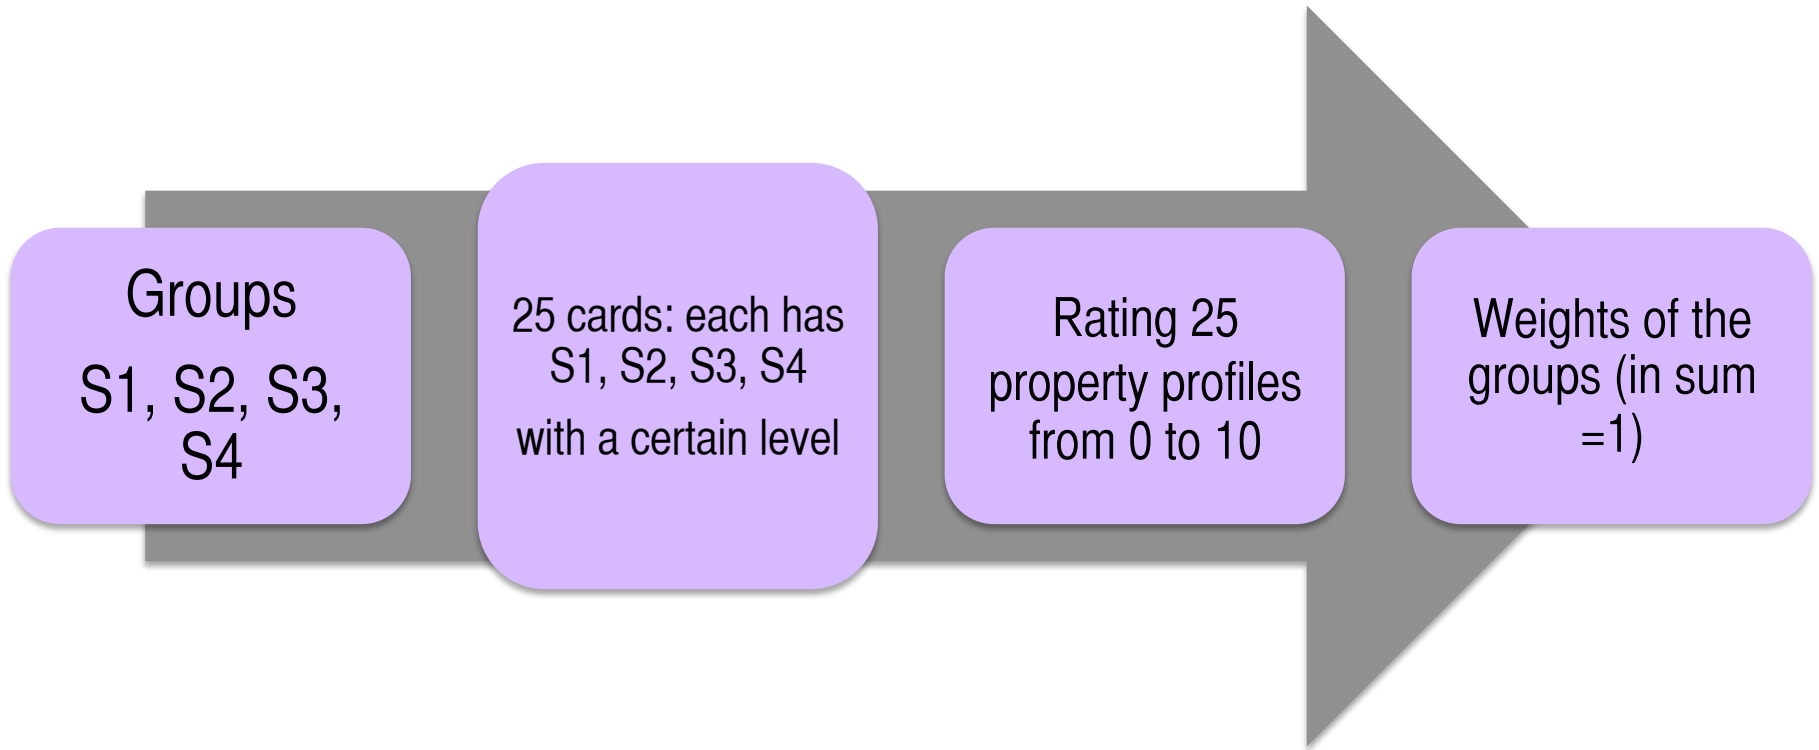 Groups
S1, S2, S3,
S4
25 cards: each has
S1, S2, S3, S4
with a certain level
Rating 25
property profiles
from 0 to 10
Weights of the
groups (in sum
=1)